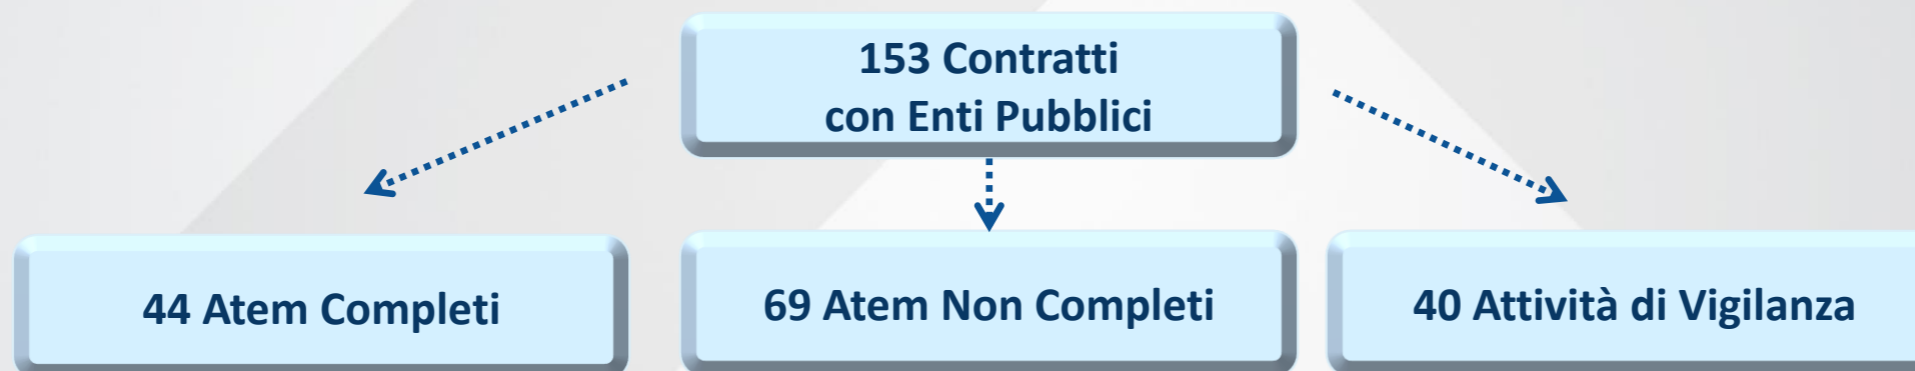 153 Contratti
con Enti Pubblici
44 Atem Completi
69 Atem Non Completi
40 Attività di Vigilanza